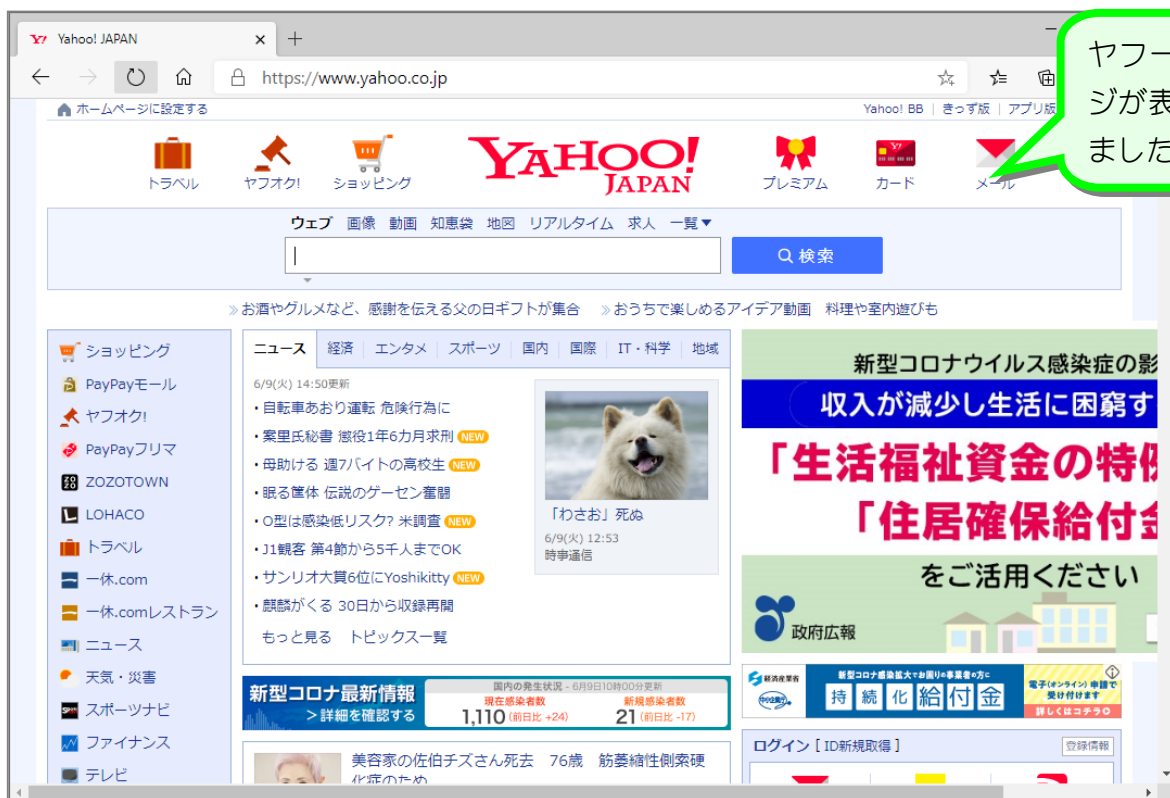 Yahoo! JAPAN
https://www.yahoo.co.jp
ヤフー
ジが表
ました
ホームページに設定する
Yahoo! BB きっず版 アプリ版
トラベル ヤフオク! ショッピング YAHOO! JAPAN プレミアム カード メール
ウェブ 画像 動画 知恵袋 地図 リアルタイム 求人 一覧▼
検索
≫お酒やグルメなど、感謝を伝える父の日ギフトが集合 ≫おうちで楽しめるアイデア動画 料理や室内遊びも
ショッピング
PayPayモール
ヤフオク!
PayPayフリマ
ZOZOTOWN
LOHACO
トラベル
一休.com
一休.comレストラン
ニュース
天気・災害
スポーツナビ
ファイナンス
テレビ
ニュース 経済 エンタメ スポーツ 国内 国際 IT・科学 地域
6/9(火) 14:50更新
・自転車あおり運転 危険行為に
・案里氏秘書 懲役1年6カ月求刑 NEW
・母助ける 週7バイトの高校生 NEW
・眠る筐体 伝説のゲーセン奮闘
・O型は感染低リスク? 米調査 NEW
・J1観客 第4節から5千人までOK
・サンリオ大賞6位にYoshikitty NEW
・麒麟がくる 30日から収録再開
もっと見る トピックス一覧
「わさお」死ぬ
6/9(火) 12:53
時事通信
新型コロナ最新情報
>詳細を確認する
国内の発生状況 - 6月9日10時00分更新
現在感染者数 新規感染者数
1,110 (前日比 +24) 21 (前日比 -17)
美容家の佐伯チズさん死去 76歳 筋萎縮性側索硬
化症のため
新型コロナウイルス感染症の影
収入が減少し生活に困窮す
「生活福祉資金の特例
「住居確保給付金
をご活用ください
政府広報
経済産業省
中小企業庁
新型コロナ感染拡大でお困りの事業者の方に
持続化給付金
電子(オンライン)申請で
受け付けます
詳しくはコチラ
ログイン [ ID新規取得 ]
登録情報